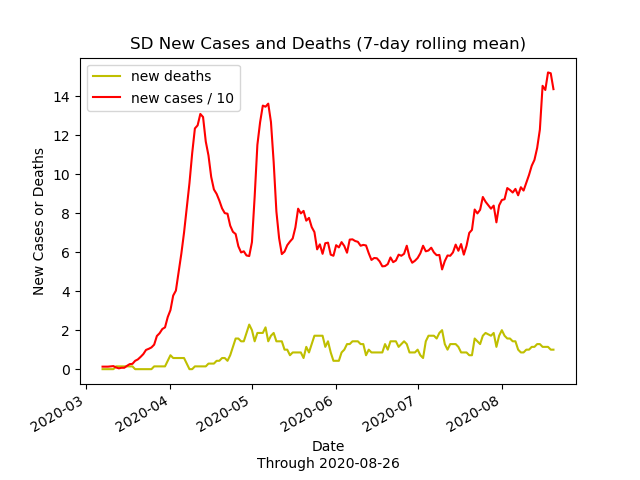 SD New Cases and Deaths (7-day rolling mean)
new deaths
new cases / 10
New Cases or Deaths
14
12
10
8
6
4
2
0
2020-03
2020-04
2020-05
2020-06
2020-07
2020-08
Date
Through 2020-08-26